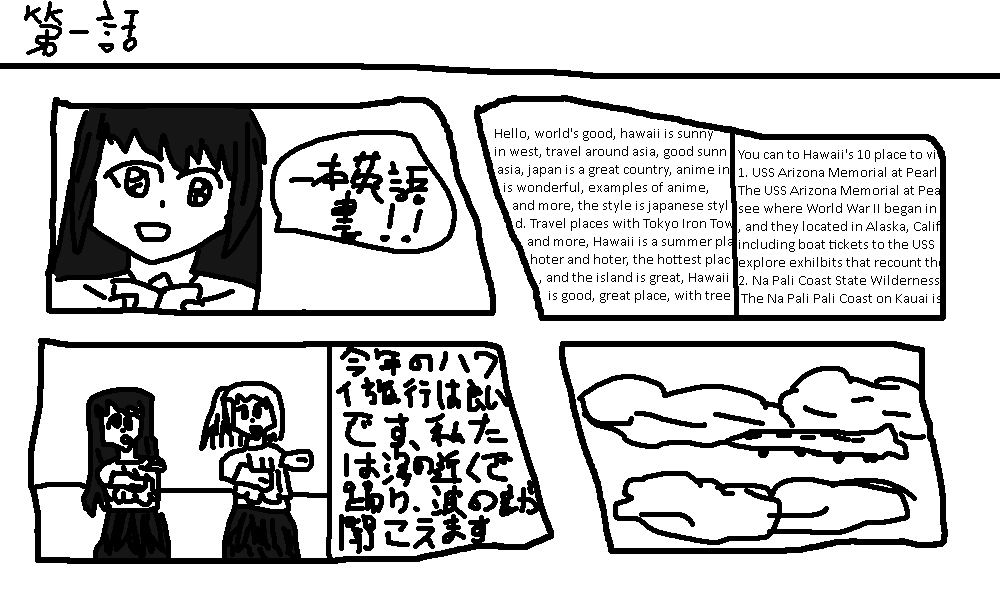 第一話
一本英語
書!!
Hello, world's good, hawaii is sunny
in west, travel around asia, good sunn
asia, japan is a great country, anime in
is wonderful, examples of anime,
and more, the style is japanese styl
d. Travel places with Tokyo Iron Tow
and more, Hawaii is a summer pla
hoter and hoter, the hottest plac
, and the island is great, Hawaii
is good, great place, with tree
You can to Hawaii's 10 place to vi
1. USS Arizona Memorial at Pearl
The USS Arizona Memorial at Pea
see where World War II began in
, and they located in Alaska, Calif
including boat tickets to the USS
explore exhilbits that recount the
2. Na Pali Coast State Wilderness
The Na Pali Pali Coast on Kauai is
今年のハワ
イ旅行は良い
です、私た
は海の近くで
踊り、波の
聞こえます